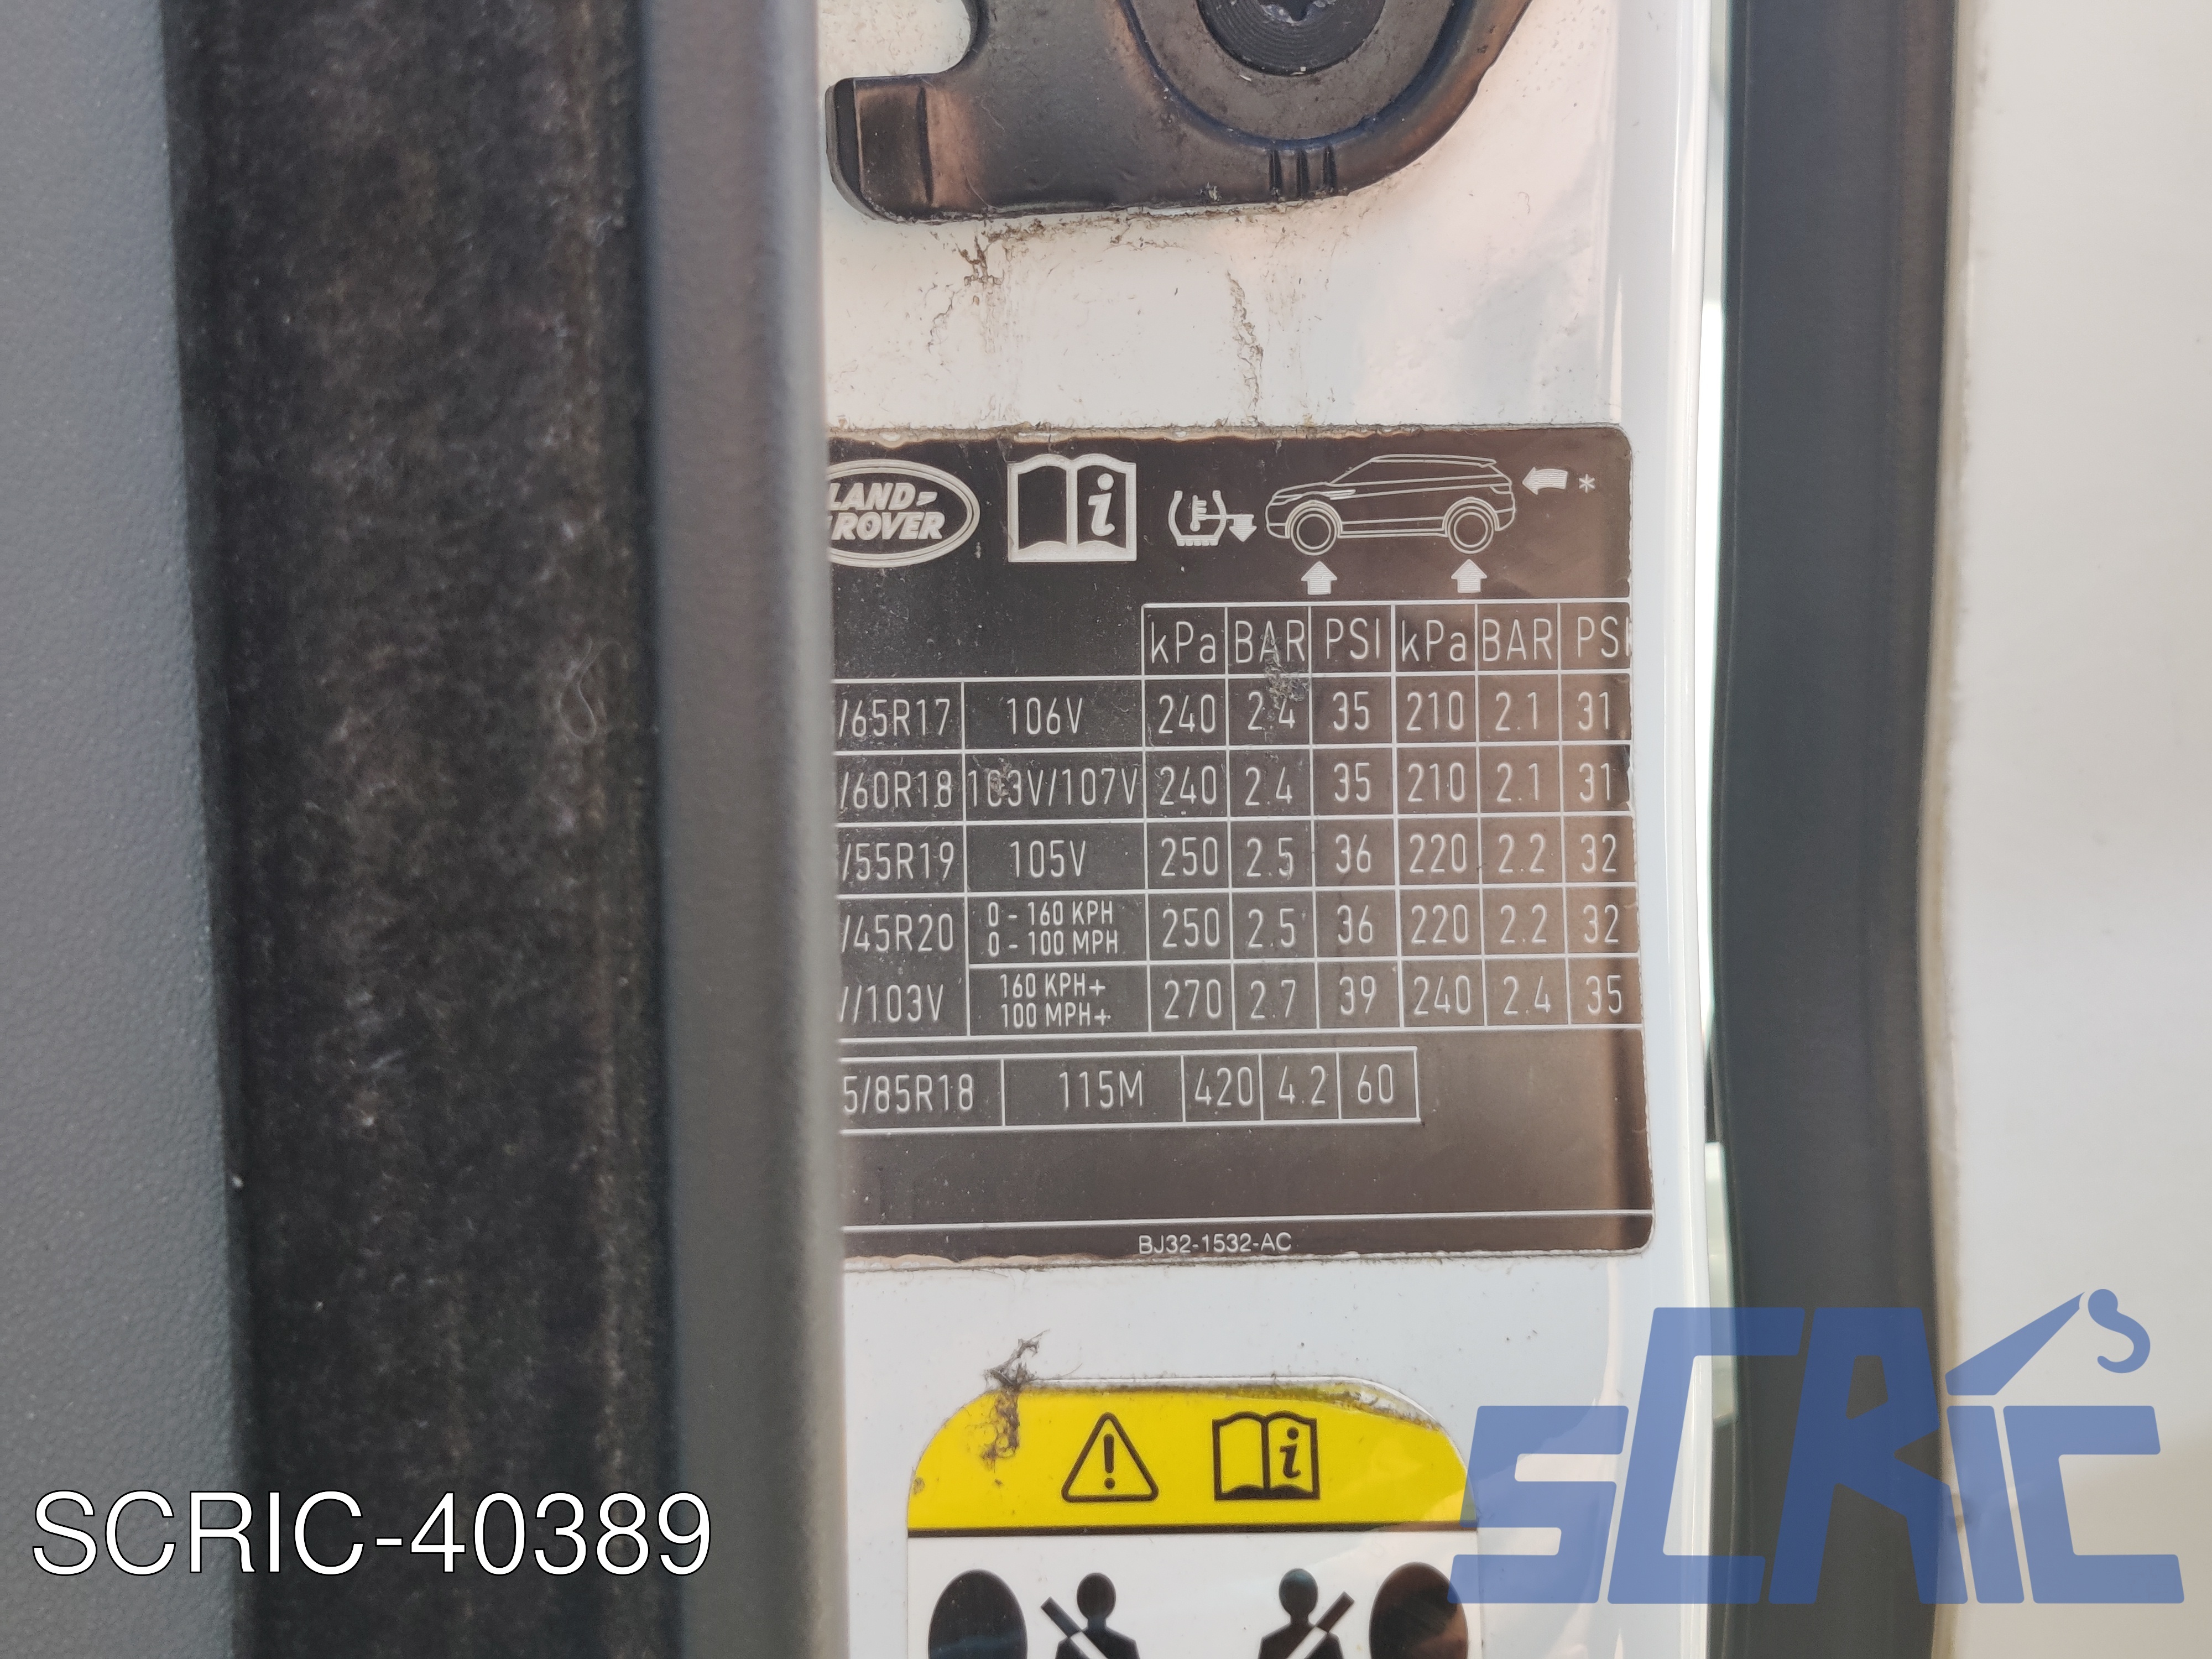 LAND-
ROVER
i
*
kPa BAR PSI kPa BAR PSI
/65R17 106V 240 2.4 35 210 2.1 31
/60R18 103V/107V 240 2.4 35 210 2.1 31
/55R19 105V 250 2.5 36 220 2.2 32
/45R20 0 - 160 KPH 250 2.5 36 220 2.2 32
0 - 100 MPH
/103V 160 KPH+ 270 2.7 39 240 2.4 35
100 MPH+
5/85R18 115M 420 4.2 60
BJ32-1532-AC
! i
SCRIC-40389
SCRIC